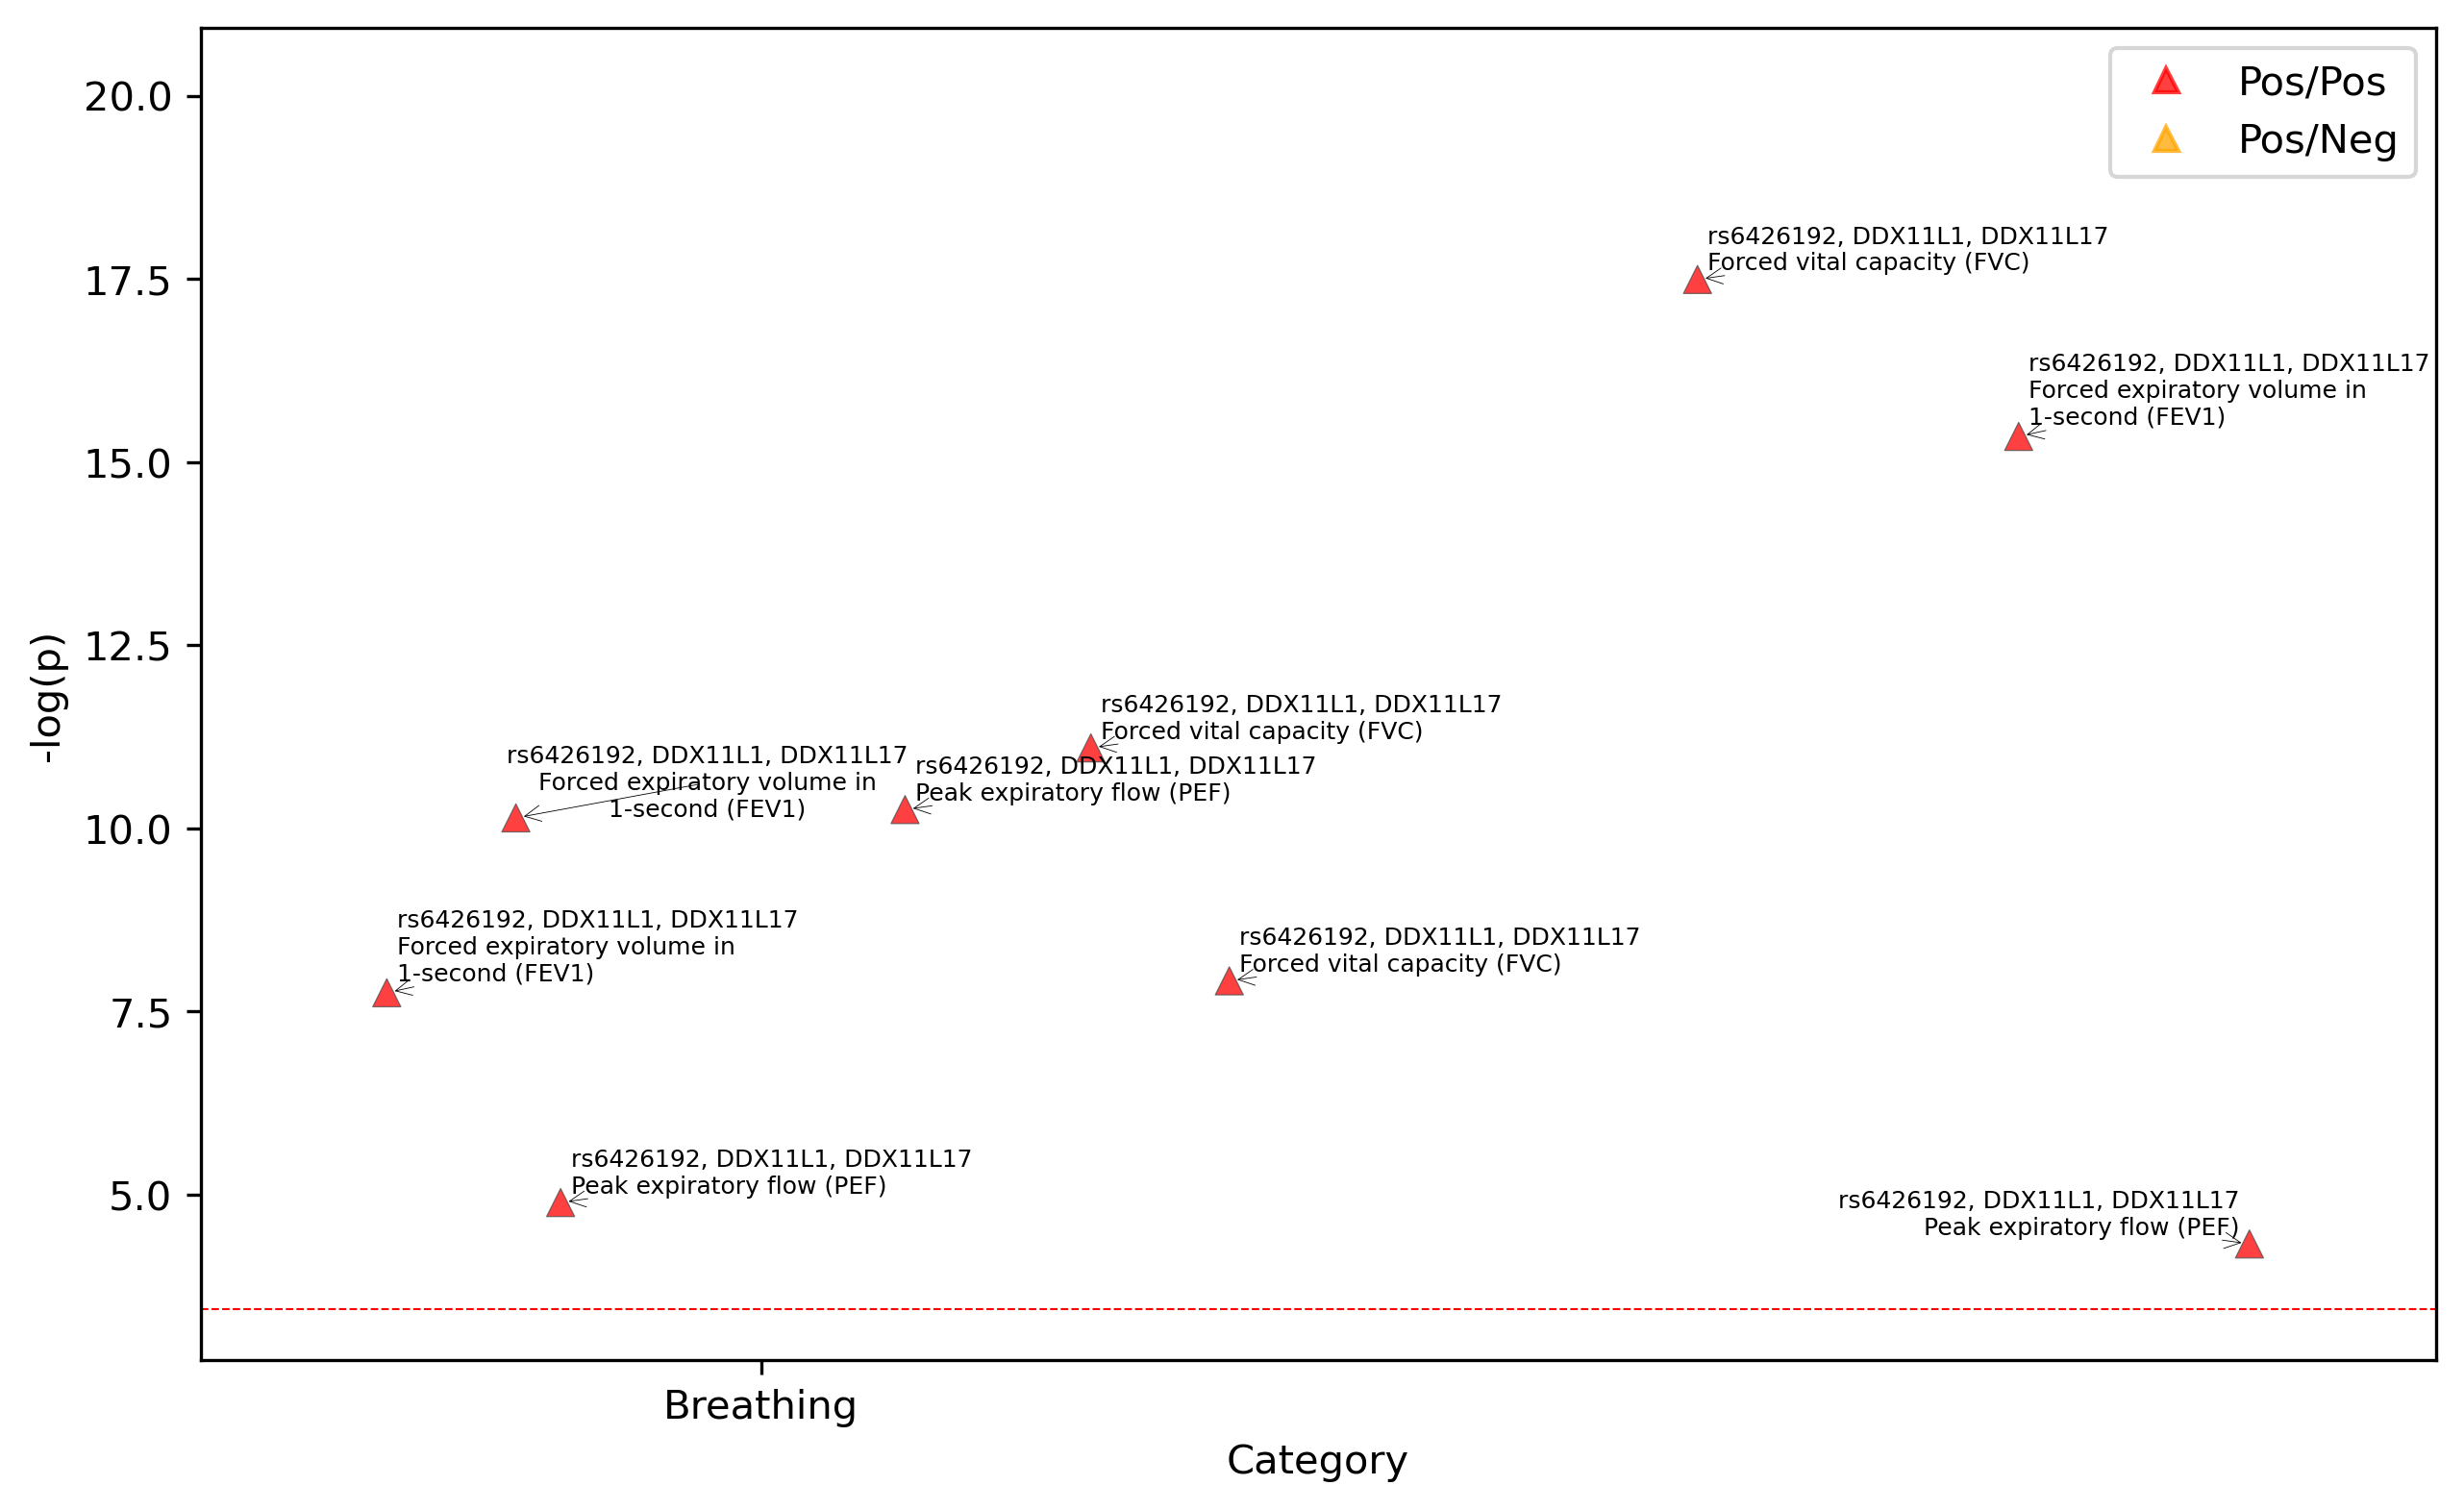 20.0
17.5
15.0
12.5
10.0
7.5
5.0
-log(p)
Pos/Pos
Pos/Neg
rs6426192, DDX11L1, DDX11L17
Forced vital capacity (FVC)
rs6426192, DDX11L1, DDX11L17
Forced expiratory volume in
1-second (FEV1)
rs6426192, DDX11L1, DDX11L17
Forced vital capacity (FVC)
rs6426192, DDX11L1, DDX11L17
Forced expiratory volume in
1-second (FEV1)
rs6426192, DDX11L1, DDX11L17
Peak expiratory flow (PEF)
rs6426192, DDX11L1, DDX11L17
Forced expiratory volume in
1-second (FEV1)
rs6426192, DDX11L1, DDX11L17
Forced vital capacity (FVC)
rs6426192, DDX11L1, DDX11L17
Peak expiratory flow (PEF)
rs6426192, DDX11L1, DDX11L17
Peak expiratory flow (PEF)
Breathing
Category